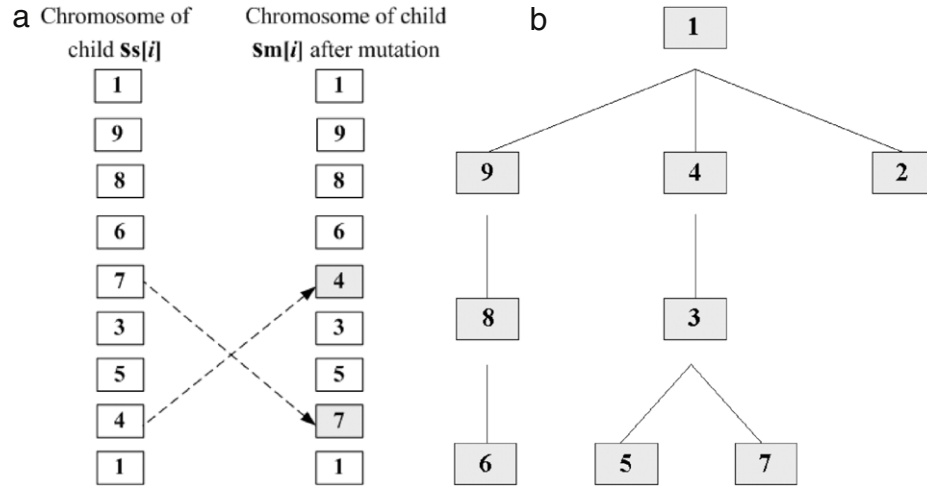 a
Chromosome of
child Ss[i]
1
9
8
6
7
3
5
4
1
Chromosome of child
Sm[i] after mutation
1
9
8
6
4
3
5
7
1
b
1
9 4 2
8 3
6 5 7